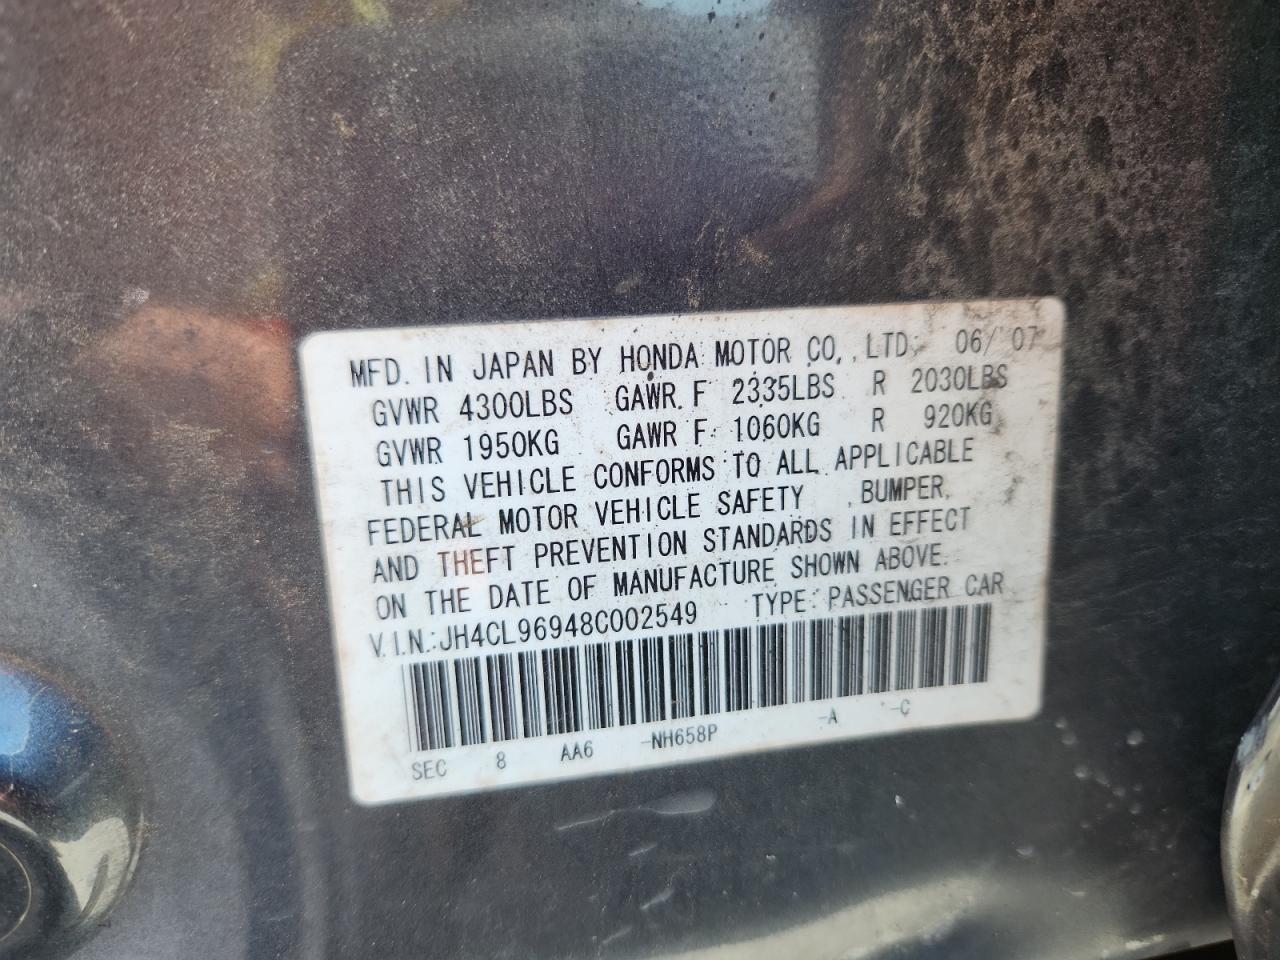 MFD. IN JAPAN BY HONDA MOTOR CO., LTD. 06/ 07
GVWR 4300LBS GAWR F 2335LBS R 2030LBS
GVWR 1950KG GAWR F 1060KG R 920KG
THIS VEHICLE CONFORMS TO ALL APPLICABLE
FEDERAL MOTOR VEHICLE SAFETY , BUMPER,
AND THEFT PREVENTION STANDARDS IN EFFECT
ON THE DATE OF MANUFACTURE SHOWN ABOVE.
V.I.N.:JH4CL96948C002549 TYPE:PASSENGER CAR
SEC 8 AA6 -NH658P -A -C